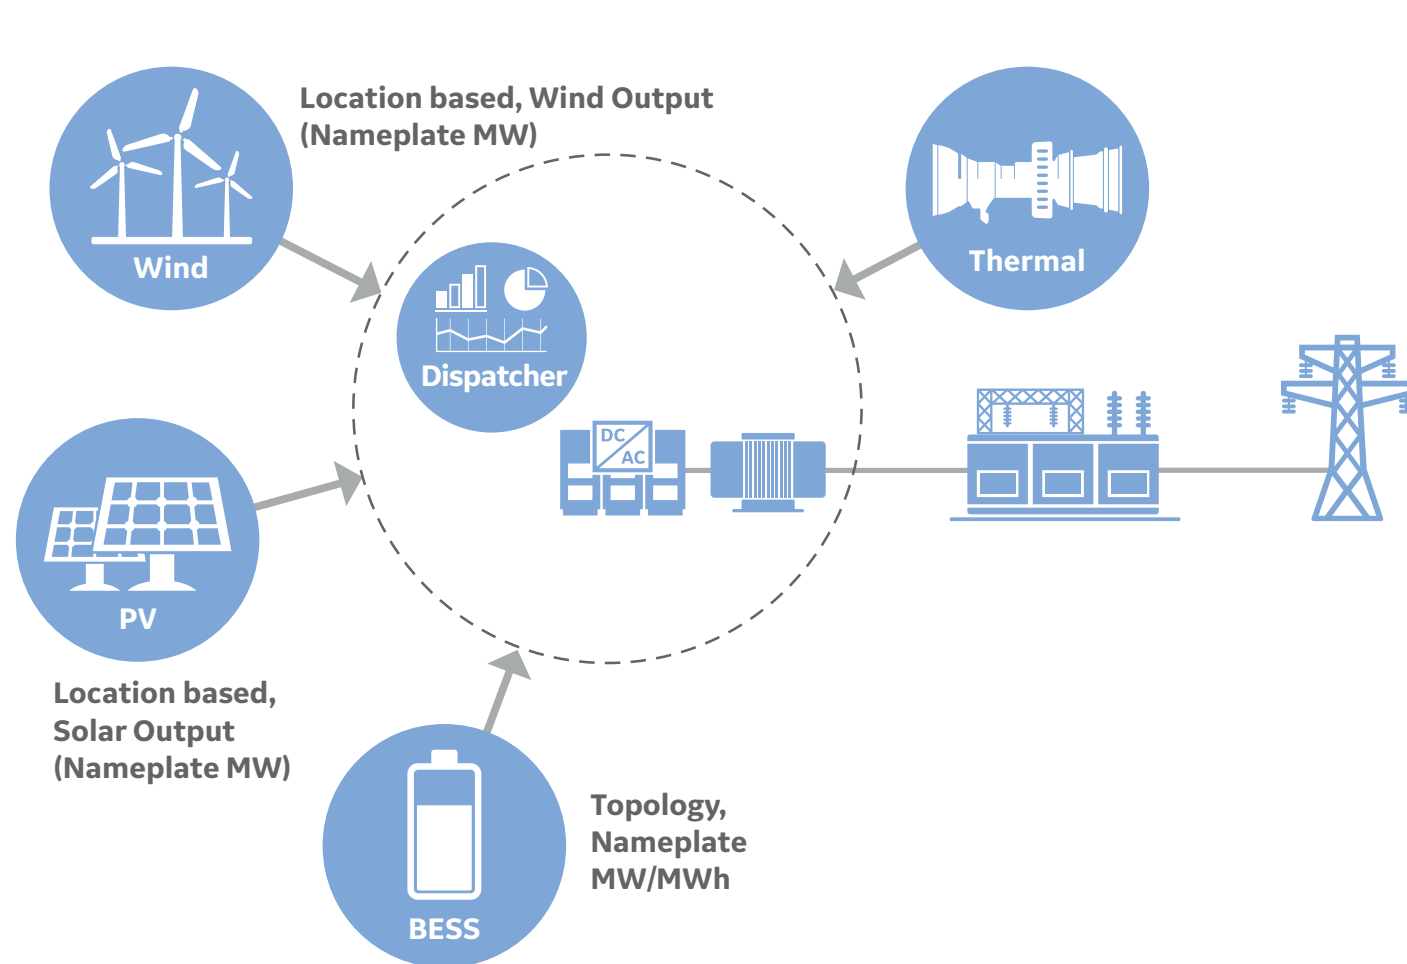 Location based, Wind Output
(Nameplate MW)
Wind
Thermal
Dispatcher
DC
AC
PV
Location based,
Solar Output
(Nameplate MW)
Topology,
Nameplate
MW/MWh
BESS